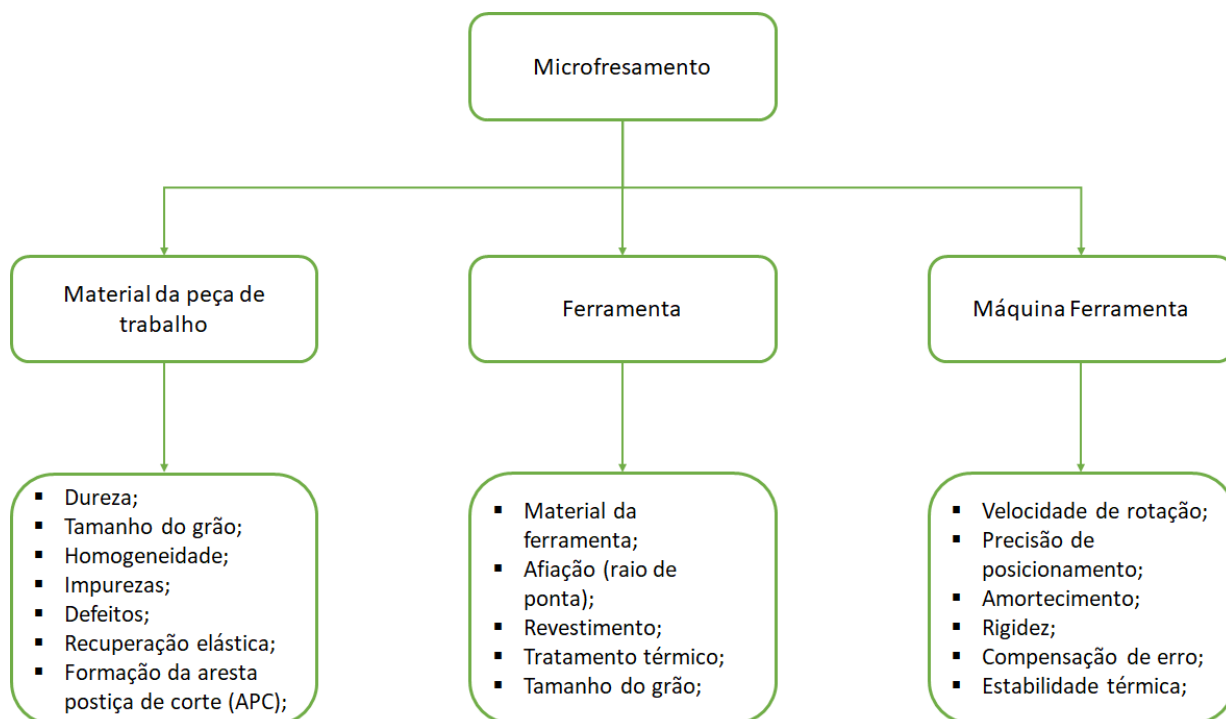 Microfresamento
Material da peça de
trabalho
Ferramenta
Máquina Ferramenta
▪ Dureza;
▪ Tamanho do grão;
▪ Homogeneidade;
▪ Impurezas;
▪ Defeitos;
▪ Recuperação elástica;
▪ Formação da aresta
postiça de corte (APC);
▪ Material da
ferramenta;
▪ Afiação (raio de
ponta);
▪ Revestimento;
▪ Tratamento térmico;
▪ Tamanho do grão;
▪ Velocidade de rotação;
▪ Precisão de
posicionamento;
▪ Amortecimento;
▪ Rigidez;
▪ Compensação de erro;
▪ Estabilidade térmica;